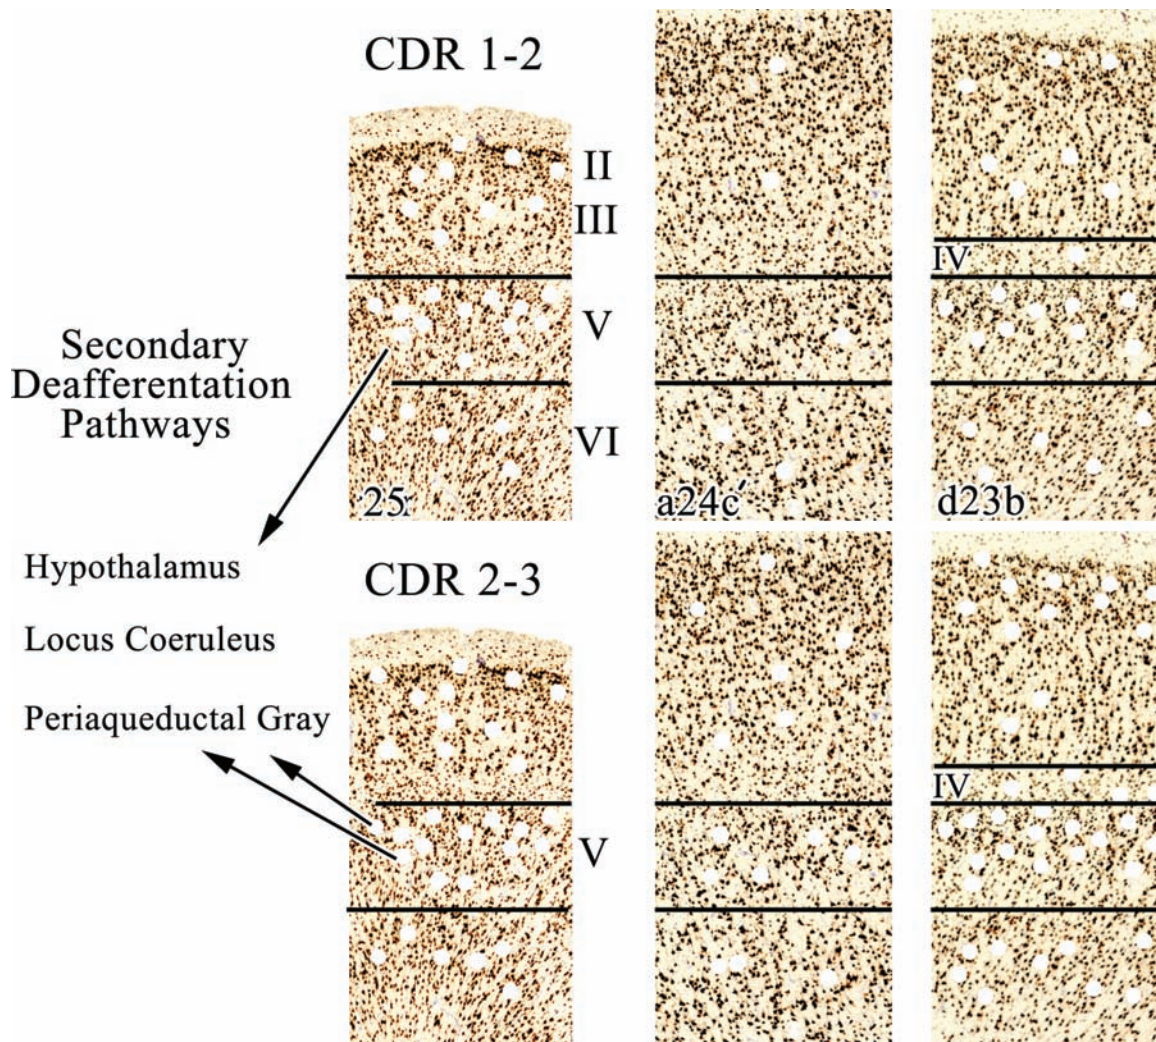 CDR 1-2
II
III
IV
V
VI
Secondary
Deafferentation
Pathways
25
a24c′
d23b
Hypothalamus
CDR 2-3
Locus Coeruleus
Periaqueductal Gray
IV
V